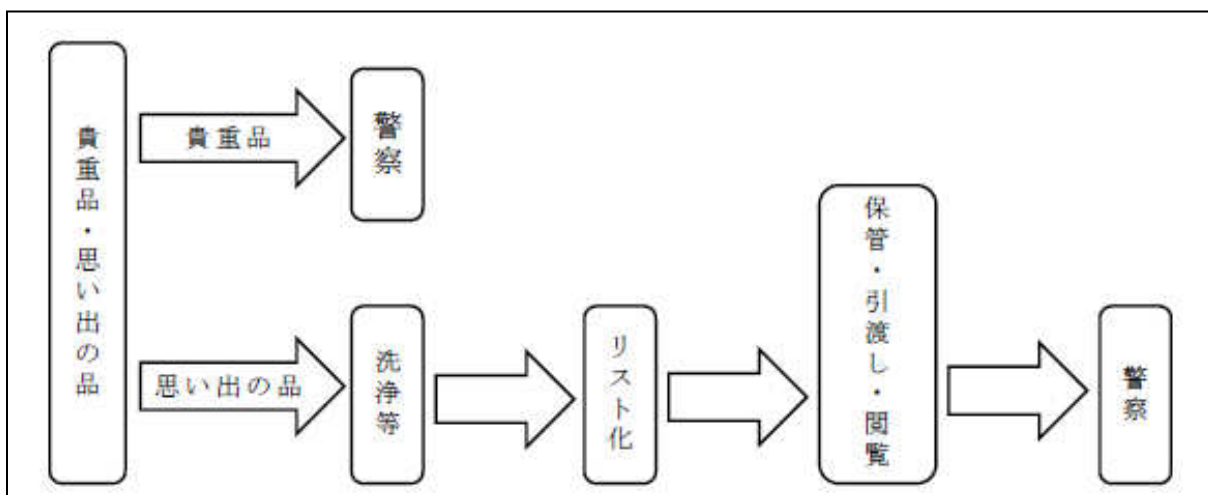 貴重品・思い出の品
貴重品
警察
思い出の品
洗浄等
リスト化
保管・引渡し・閲覧
警察